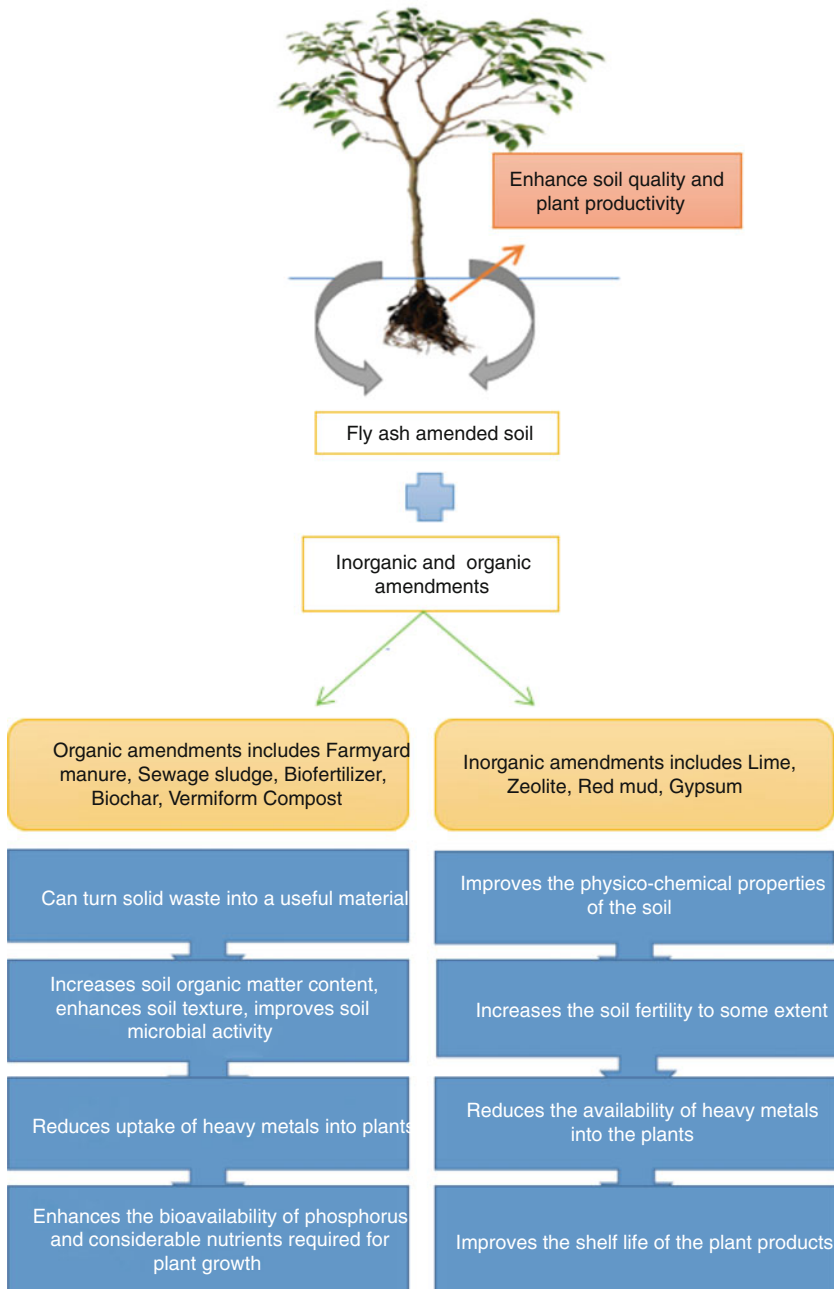 Enhance soil quality and
plant productivity
Fly ash amended soil
Inorganic and organic
amendments
Organic amendments includes Farmyard
manure, Sewage sludge, Biofertilizer,
Biochar, Vermiform Compost
Can turn solid waste into a useful material
Increases soil organic matter content,
enhances soil texture, improves soil
microbial activity
Reduces uptake of heavy metals into plants
Enhances the bioavailability of phosphorus
and considerable nutrients required for
plant growth
Inorganic amendments includes Lime,
Zeolite, Red mud, Gypsum
Improves the physico-chemical properties
of the soil
Increases the soil fertility to some extent
Reduces the availability of heavy metals
into the plants
Improves the shelf life of the plant products